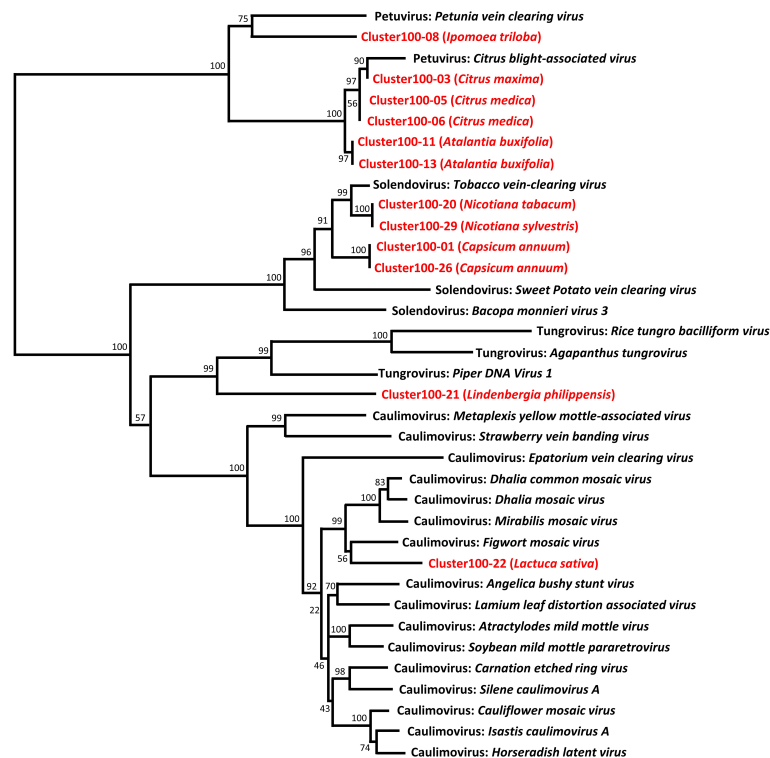 75
Petuvirus: Petunia vein clearing virus
Cluster100-08 (Ipomoea triloba)
100
90
Petuvirus: Citrus blight-associated virus
97
Cluster100-03 (Citrus maxima)
56
Cluster100-05 (Citrus medica)
100
Cluster100-06 (Citrus medica)
Cluster100-11 (Atalantia buxifolia)
97
Cluster100-13 (Atalantia buxifolia)
99
Solendovirus: Tobacco vein-clearing virus
100
Cluster100-20 (Nicotiana tabacum)
91
Cluster100-29 (Nicotiana sylvestris)
96
100
Cluster100-01 (Capsicum annuum)
Cluster100-26 (Capsicum annuum)
100
Solendovirus: Sweet Potato vein clearing virus
Solendovirus: Bacopa monnieri virus 3
100
100
Tungrovirus: Rice tungro bacilliform virus
99
Tungrovirus: Agapanthus tungrovirus
99
Tungrovirus: Piper DNA Virus 1
Cluster100-21 (Lindenbergia philippensis)
57
99
Caulimovirus: Metaplexis yellow mottle-associated virus
Caulimovirus: Strawberry vein banding virus
100
Caulimovirus: Epatorium vein clearing virus
100
83
Caulimovirus: Dhalia common mosaic virus
100
Caulimovirus: Dhalia mosaic virus
Caulimovirus: Mirabilis mosaic virus
99
Caulimovirus: Figwort mosaic virus
56
Cluster100-22 (Lactuca sativa)
92
70
Caulimovirus: Angelica bushy stunt virus
22
Caulimovirus: Lamium leaf distortion associated virus
100
Caulimovirus: Atractylodes mild mottle virus
Caulimovirus: Soybean mild mottle pararetrovirus
46
98
Caulimovirus: Carnation etched ring virus
Caulimovirus: Silene caulimovirus A
43
100
Caulimovirus: Cauliflower mosaic virus
Caulimovirus: Isastis caulimovirus A
74
Caulimovirus: Horseradish latent virus